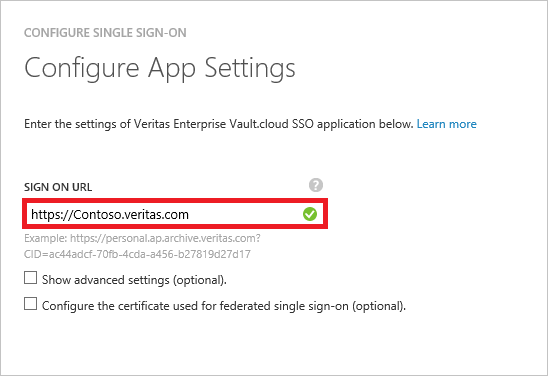 CONFIGURE SINGLE SIGN-ON
Configure App Settings
Enter the settings of Veritas Enterprise Vault.cloud SSO application below. Learn more
SIGN ON URL
?
https://Contoso.veritas.com
Example: https://personal.ap.archive.veritas.com?
CID=ac44adcf-70fb-4cda-a456-b27819d27d17
Show advanced settings (optional).
Configure the certificate used for federated single sign-on (optional).